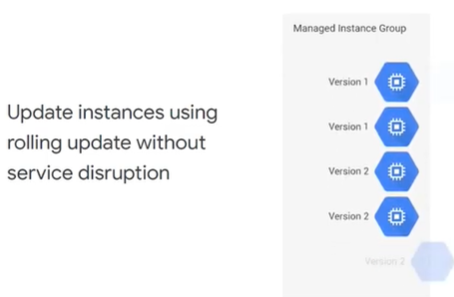 Managed Instance Group
Update instances using
rolling update without
service disruption
Version 1
Version 1
Version 2
Version 2
Version 2